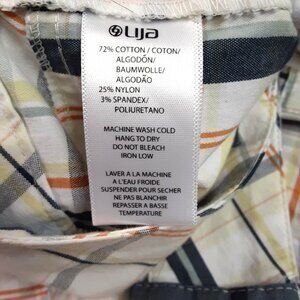 LIJA
72% COTTON / COTON/
ALGODÓN/
BAUMWOLLE/
ALGODÃO
25% NYLON
3% SPANDEX/
POLIURETANO
MACHINE WASH COLD
HANG TO DRY
DO NOT BLEACH
IRON LOW
LAVER A LA MACHINE
A L'EAU FROIDE
SUSPENDER POUR SECHER
NE PAS BLANCHIR
REPASSER A BASSE
TEMPERATURE